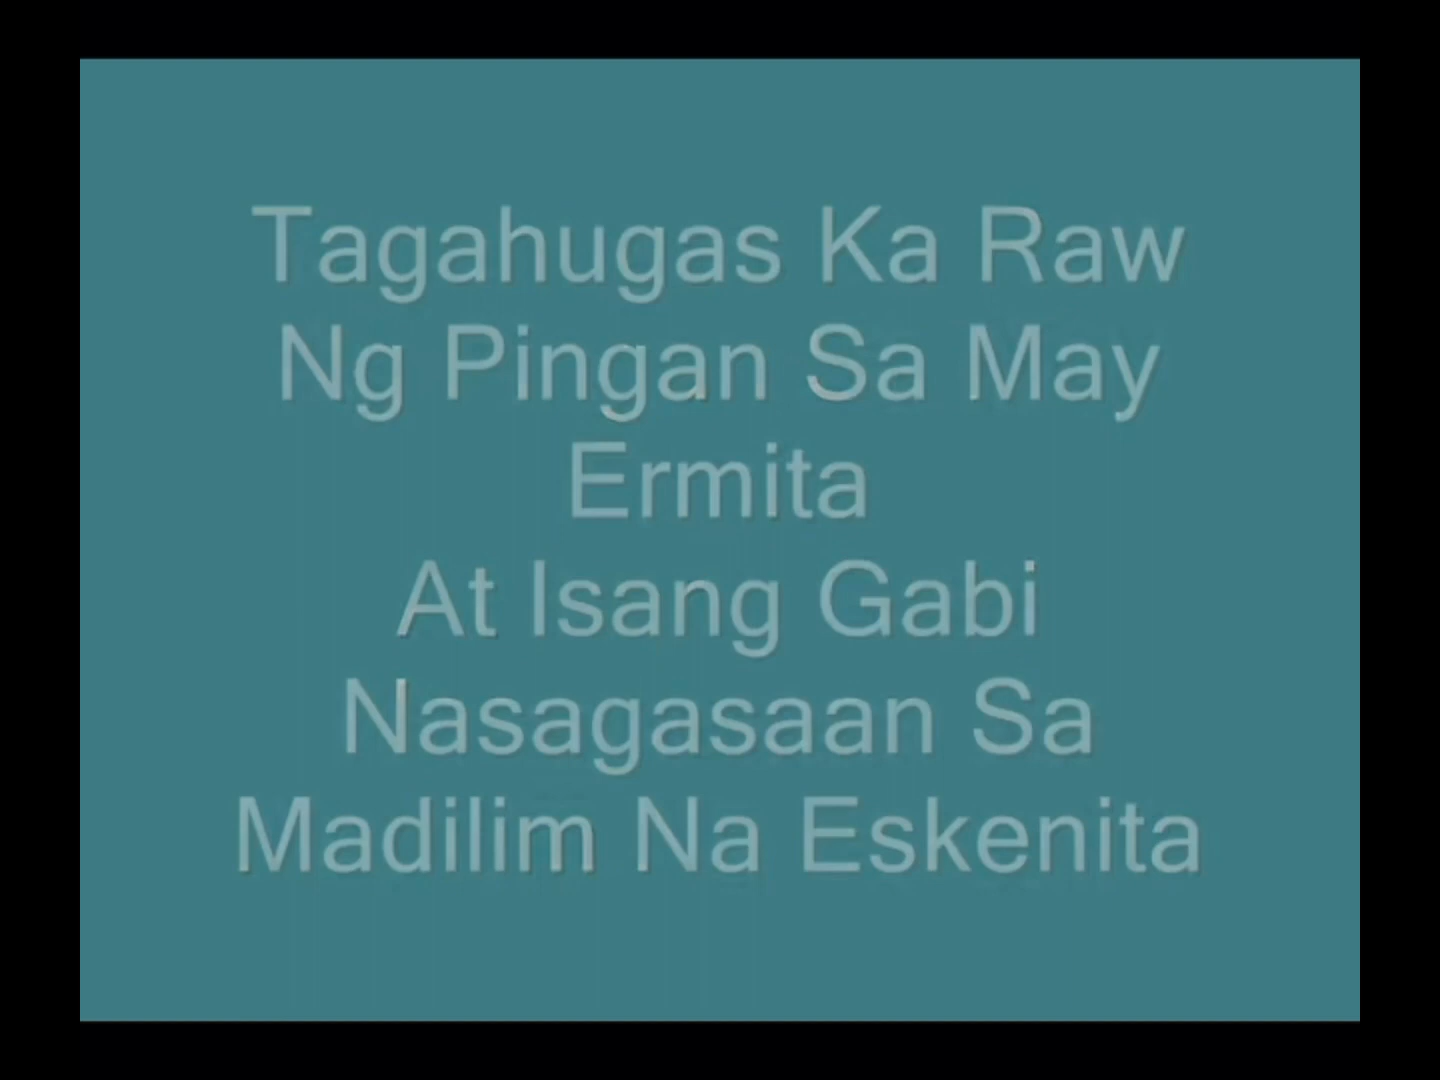 Tagahugas Ka Raw
Ng Pingan Sa May
Ermita
At Isang Gabi
Nasagasaan Sa
Madilim Na Eskenita